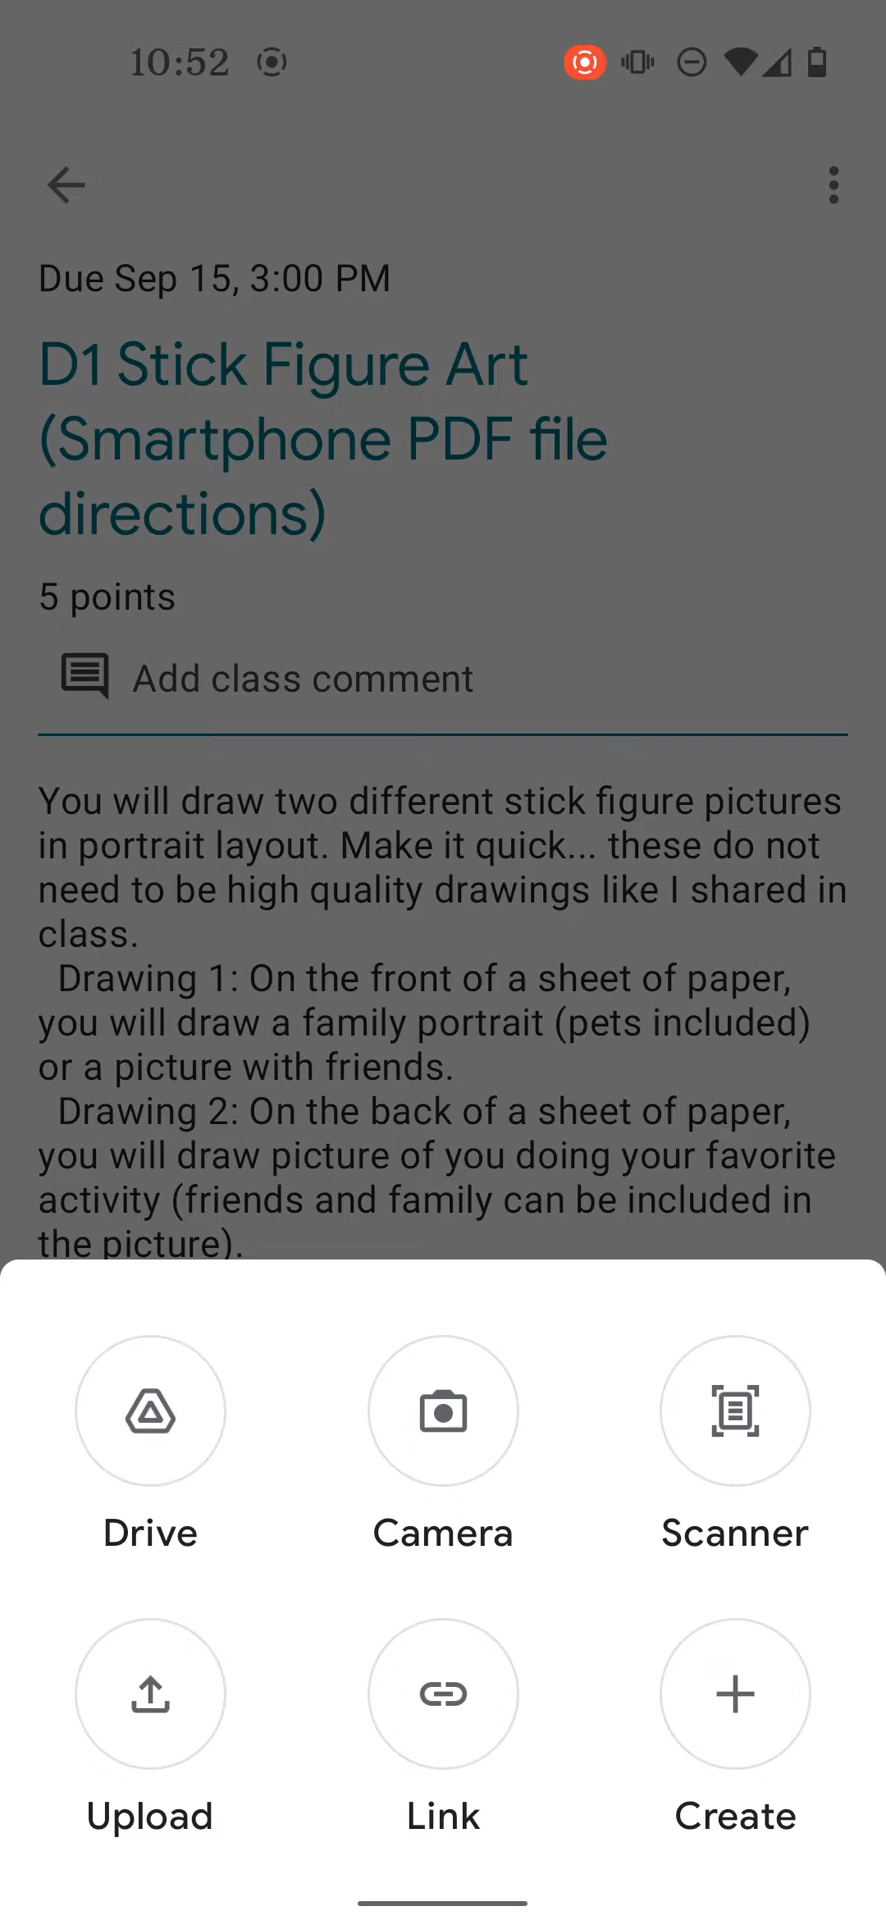 10:52
Due Sep 15, 3:00 PM
D1 Stick Figure Art
(Smartphone PDF file
directions)
5 points
Add class comment
You will draw two different stick figure pictures
in portrait layout. Make it quick... these do not
need to be high quality drawings like I shared in
class.
Drawing 1: On the front of a sheet of paper,
you will draw a family portrait (pets included)
or a picture with friends.
Drawing 2: On the back of a sheet of paper,
you will draw picture of you doing your favorite
activity (friends and family can be included in
the picture).
Drive Camera Scanner
Upload Link Create